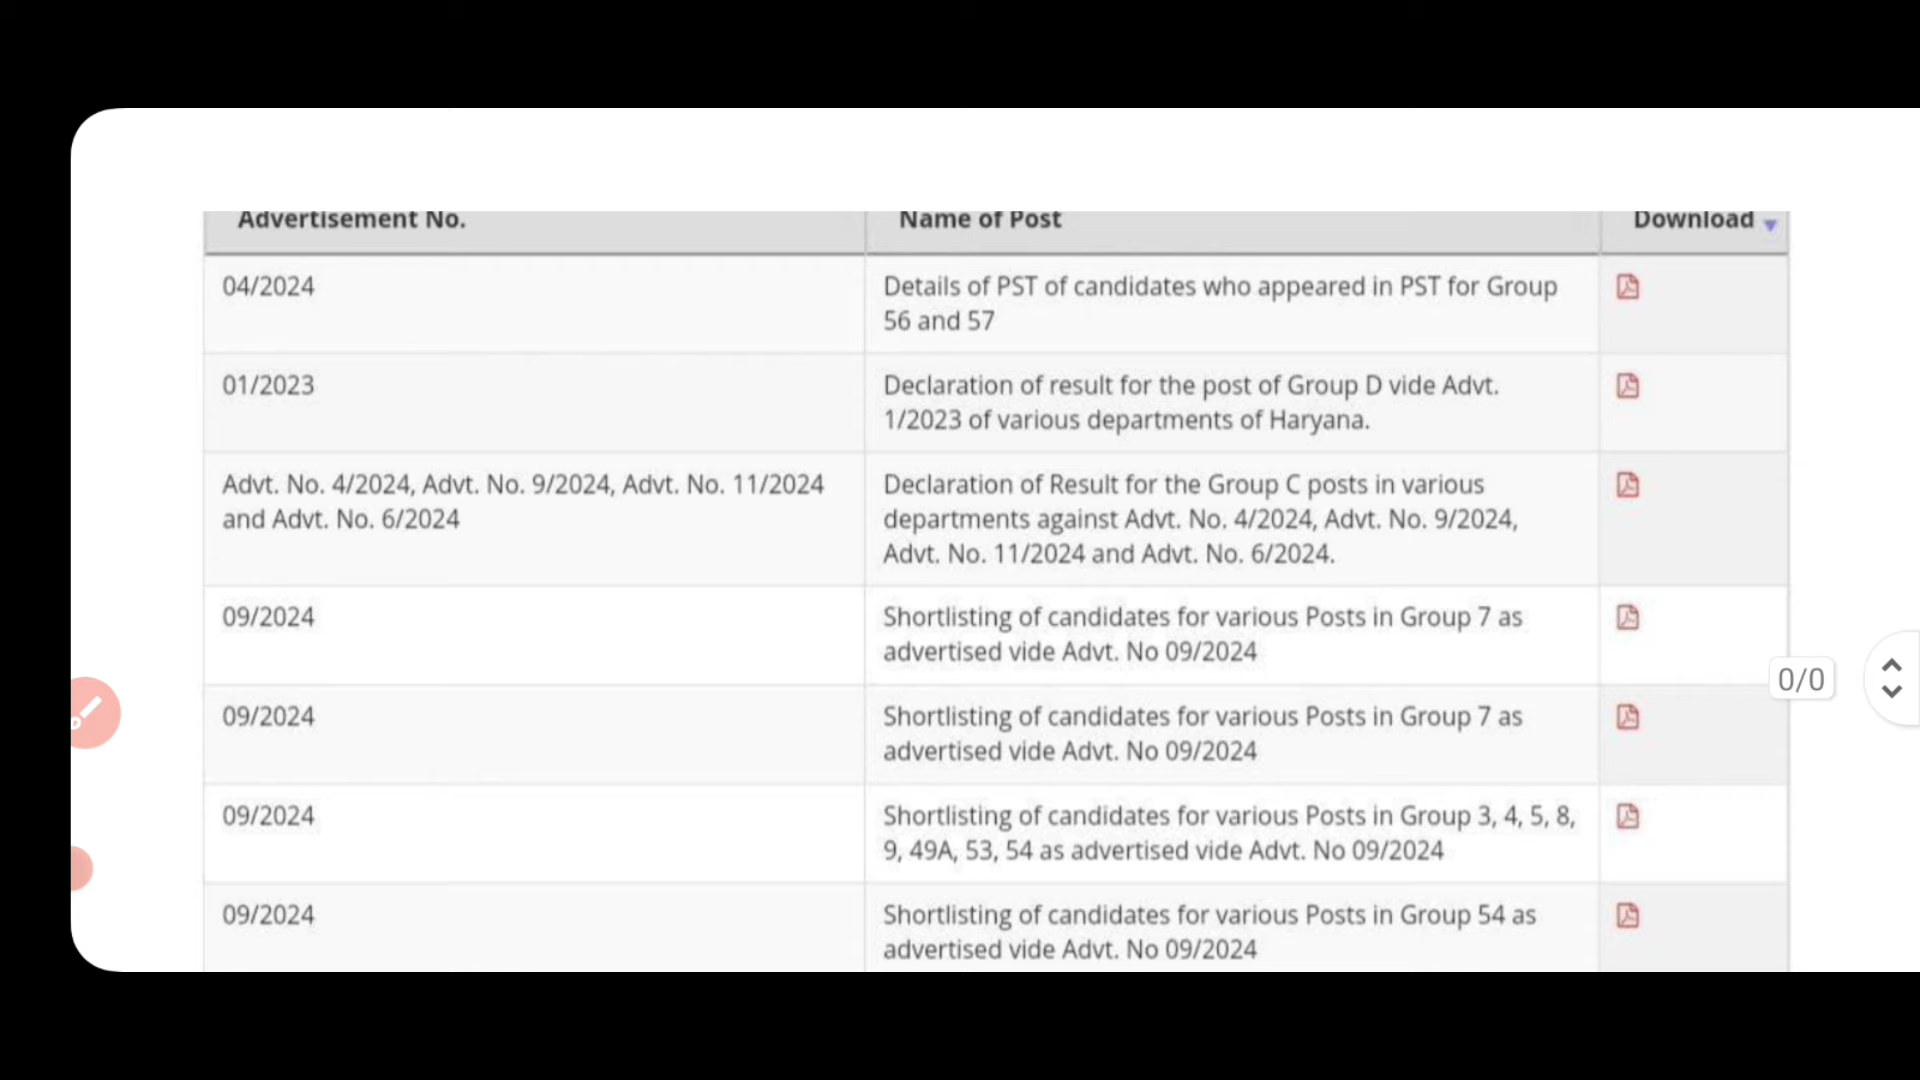 Advertisement No. Name of Post Download
04/2024 Details of PST of candidates who appeared in PST for Group
56 and 57
01/2023 Declaration of result for the post of Group D vide Advt.
1/2023 of various departments of Haryana.
Advt. No. 4/2024, Advt. No. 9/2024, Advt. No. 11/2024
and Advt. No. 6/2024
Declaration of Result for the Group C posts in various
departments against Advt. No. 4/2024, Advt. No. 9/2024,
Advt. No. 11/2024 and Advt. No. 6/2024.
09/2024 Shortlisting of candidates for various Posts in Group 7 as
advertised vide Advt. No 09/2024
0/0
09/2024 Shortlisting of candidates for various Posts in Group 7 as
advertised vide Advt. No 09/2024
09/2024 Shortlisting of candidates for various Posts in Group 3, 4, 5, 8,
9, 49A, 53, 54 as advertised vide Advt. No 09/2024
09/2024 Shortlisting of candidates for various Posts in Group 54 as
advertised vide Advt. No 09/2024